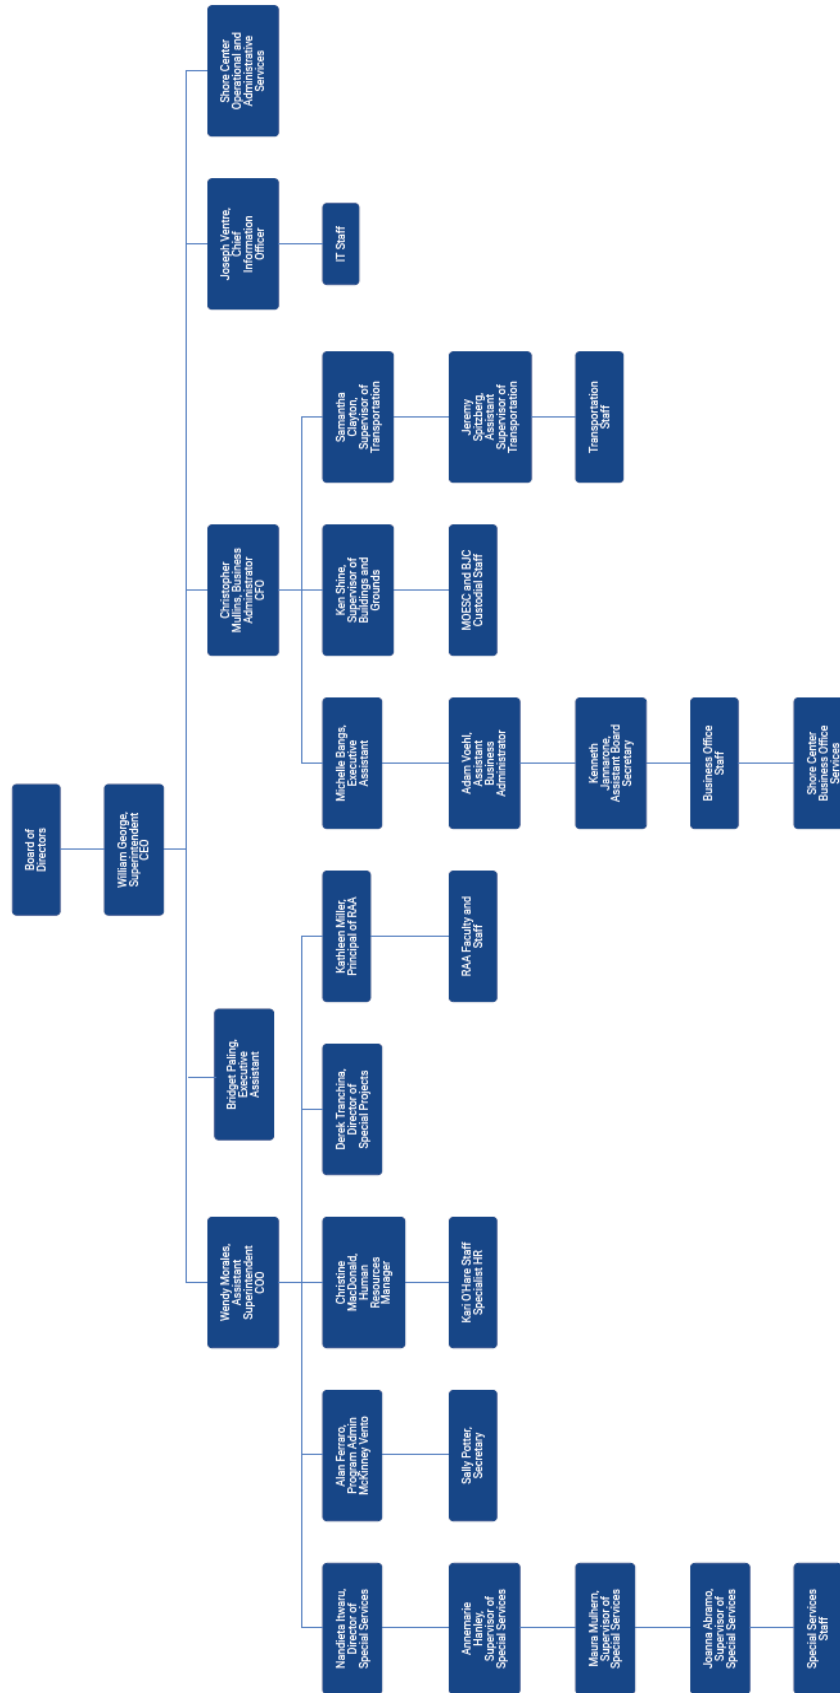 Board of
Directors
William George,
Superintendent
CEO
Wendy Morales,
Assistant
Superintendent
COO
Bridget Paling,
Executive
Assistant
Christopher
Mullins, Business
Administrator
CFO
Joseph Ventre,
Chief
Information
Officer
Shore Center
Operational and
Administrative
Services
Nandieta Itwaru,
Director of
Special Services
Alan Ferraro,
Program Admin
McKinney Vento
Christine
MacDonald,
Human
Resources
Manager
Derek Tranchina,
Director of
Special Projects
Kathleen Miller,
Principal of RAA
Michelle Bangs,
Executive
Assistant
Ken Shine,
Supervisor of
Buildings and
Grounds
Samantha
Clayton,
Supervisor of
Transportation
IT Staff
Annemarie
Hanley,
Supervisor of
Special Services
Sally Potter,
Secretary
Kari O'Hare Staff
Specialist HR
RAA Faculty and
Staff
Adam Voehl,
Assistant
Business
Administrator
MOESC and BJC
Custodial Staff
Jeremy
Spitzberg,
Assistant
Supervisor of
Transportation
Maura Mulhern,
Supervisor of
Special Services
Kenneth
Jannarone,
Assistant Board
Secretary
Transportation
Staff
Joanna Abramo,
Supervisor of
Special Services
Business Office
Staff
Special Services
Staff
Shore Center
Business Office
Services